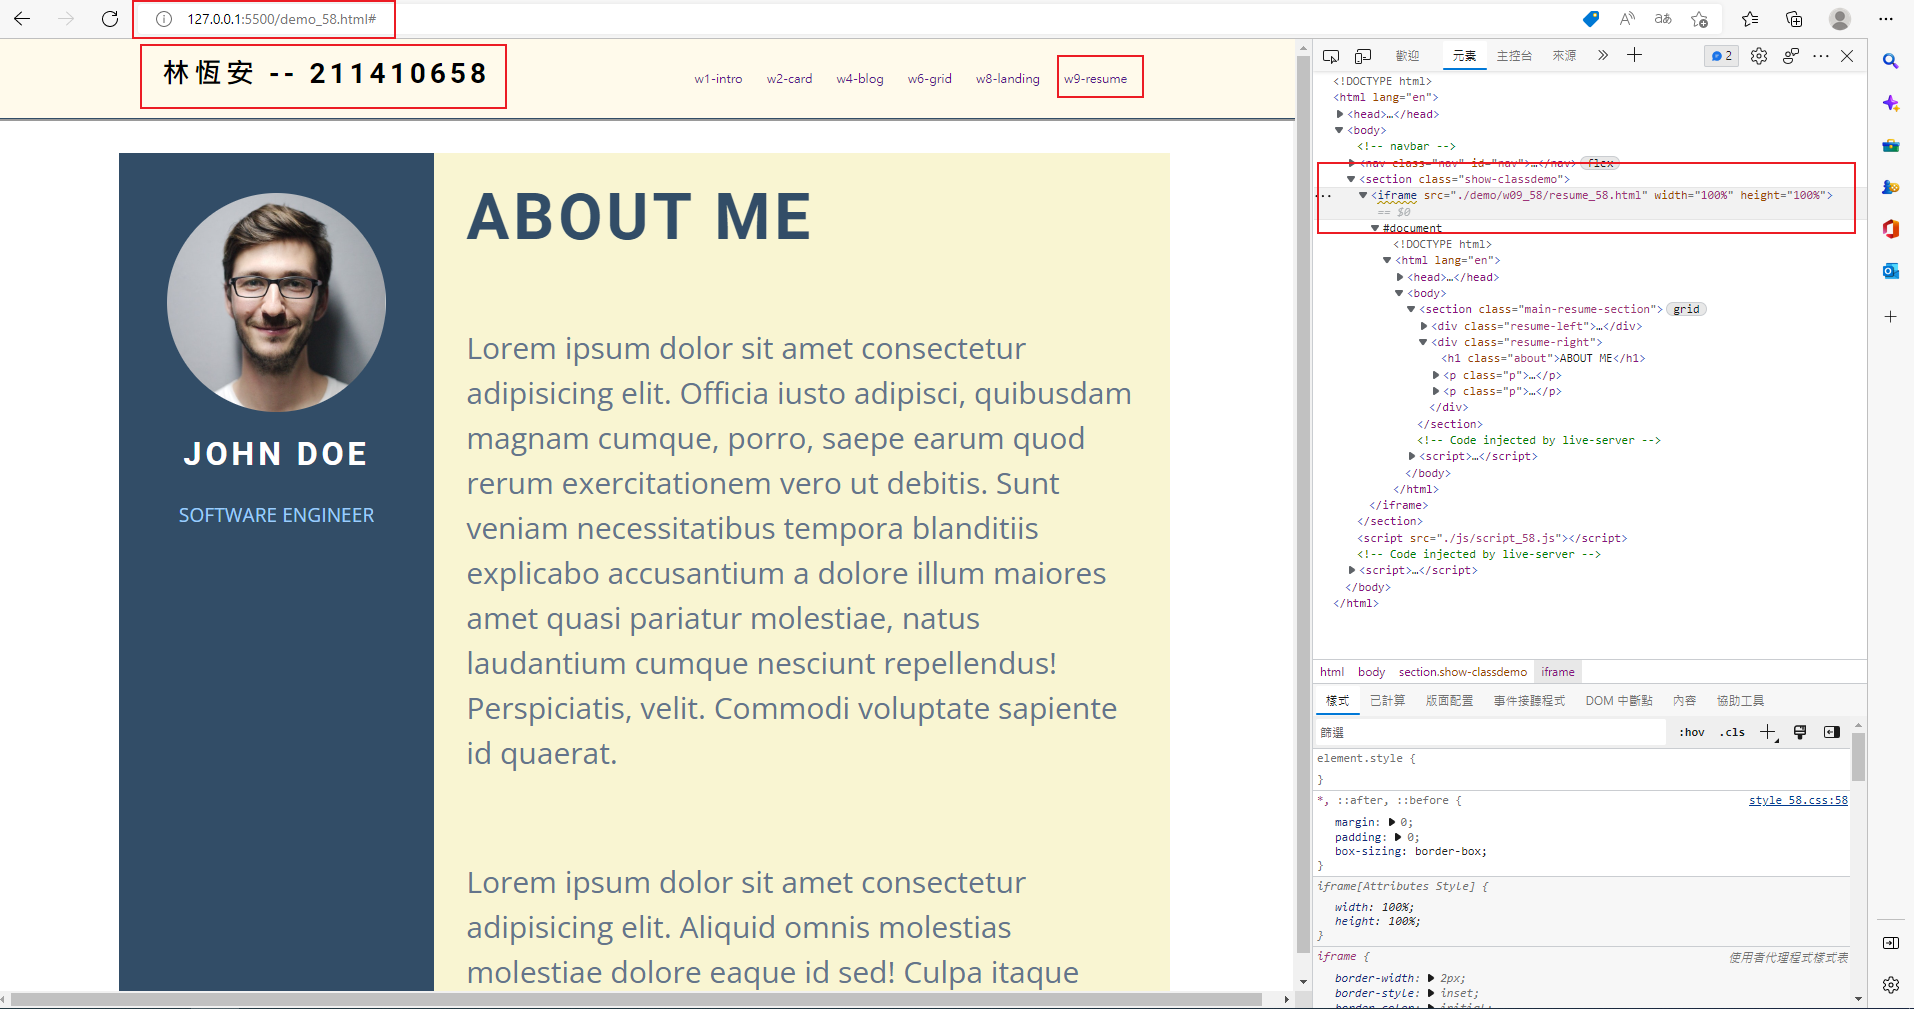 127.0.0.1:5500/demo_58.html#
林恆安 -- 211410658
w1-intro w2-card w4-blog w6-grid w8-landing w9-resume
JOHN DOE
SOFTWARE ENGINEER
ABOUT ME
Lorem ipsum dolor sit amet consectetur
adipisicing elit. Officia iusto adipisci, quibusdam
magnam cumque, porro, saepe earum quod
rerum exercitationem vero ut debitis. Sunt
veniam necessitatibus tempora blanditiis
explicabo accusantium a dolore illum maiores
amet quasi pariatur molestiae, natus
laudantium cumque nesciunt repellendus!
Perspiciatis, velit. Commodi voluptate sapiente
id quaerat.
Lorem ipsum dolor sit amet consectetur
adipisicing elit. Aliquid omnis molestias
molestiae dolore eaque id sed! Culpa itaque
歡迎 元素 主控台 來源 2
<!DOCTYPE html>
<html lang="en">
<head>…</head>
<body>
<!-- navbar -->
<nav class="nav" id="nav">…</nav> flex
<section class="show-classdemo">
<iframe src="./demo/w09_58/resume_58.html" width="100%" height="100%">
== $0
#document
<!DOCTYPE html>
<html lang="en">
<head>…</head>
<body>
<section class="main-resume-section"> grid
<div class="resume-left">…</div>
<div class="resume-right">
<h1 class="about">ABOUT ME</h1>
<p class="p">…</p>
<p class="p">…</p>
</div>
</section>
<!-- Code injected by live-server -->
<script>…</script>
</body>
</html>
</iframe>
</section>
<script src="./js/script_58.js"></script>
<!-- Code injected by live-server -->
<script>…</script>
</body>
</html>
html body section.show-classdemo iframe
樣式 已計算 版面配置 事件接聽程式 DOM 中斷點 內容 協助工具
篩選 :hov .cls
element.style {
}
*, ::after, ::before { style_58.css:58
margin: 0;
padding: 0;
box-sizing: border-box;
}
iframe[Attributes Style] {
width: 100%;
height: 100%;
}
iframe { 使用者代理程式樣式表
border-width: 2px;
border-style: inset;
border-color: initial;